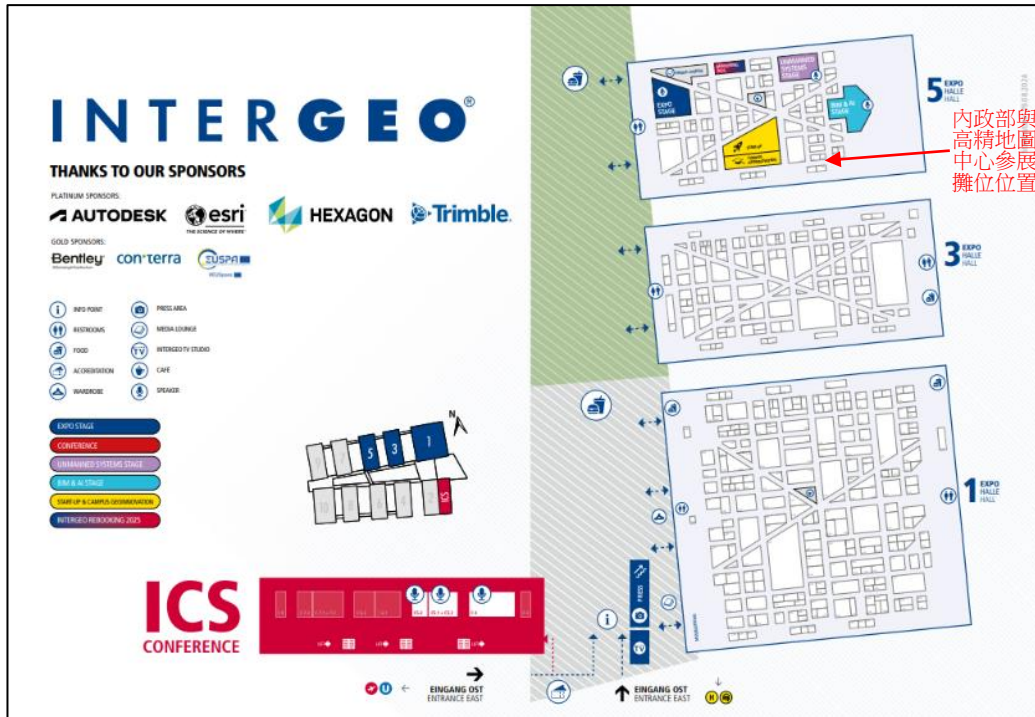 INTERGEO®
THANKS TO OUR SPONSORS
PLATINUM SPONSORS:
AUTODESK
esri
THE SCIENCE OF WHERE
HEXAGON
Trimble.
GOLD SPONSORS:
Bentley
con terra
EUSPA
INFO POINT
PRESS AREA
RESTROOMS
MEDIA LOUNGE
FOOD
TV
INTERGEO TV STUDIO
ACCREDITATION
CAFÉ
WARDROBE
SPEAKER
EXPO STAGE
CONFERENCE
UNMANNED SYSTEMS STAGE
BIM & AI STAGE
START-UP & CAMPUS GEOINNOVATION
INTERGEO REBOOKING 2025
N
5
3
1
ICS
ICS
CONFERENCE
EINGANG OST
ENTRANCE EAST
EINGANG OST
ENTRANCE EAST
H
U
PRESS
TV
EXPO
STAGE
UNMANNED
SYSTEMS
STAGE
BIM & AI
STAGE
5 EXPO
HALLE
HALL
內政部與
高精地圖
中心參展
攤位位置
3 EXPO
HALLE
HALL
1 EXPO
HALLE
HALL